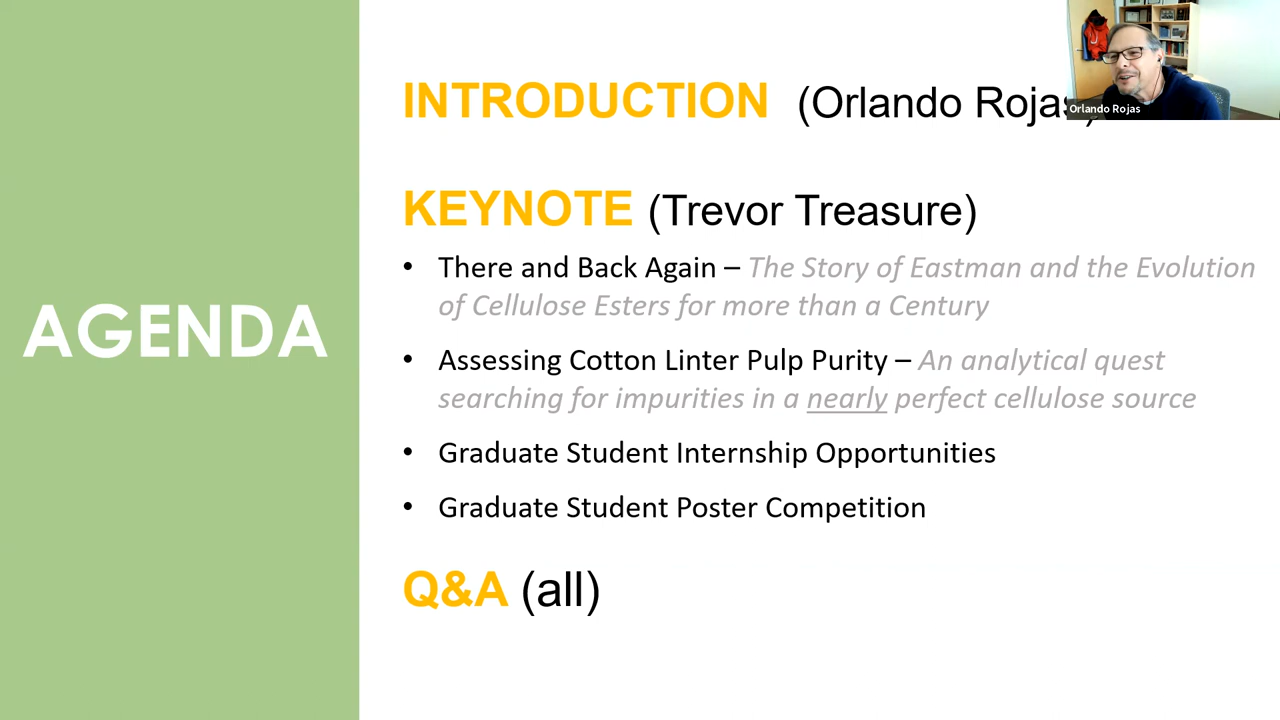 AGENDA
INTRODUCTION (Orlando Rojas)
Orlando Rojas
KEYNOTE (Trevor Treasure)
• There and Back Again – The Story of Eastman and the Evolution
of Cellulose Esters for more than a Century
• Assessing Cotton Linter Pulp Purity – An analytical quest
searching for impurities in a nearly perfect cellulose source
• Graduate Student Internship Opportunities
• Graduate Student Poster Competition
Q&A (all)